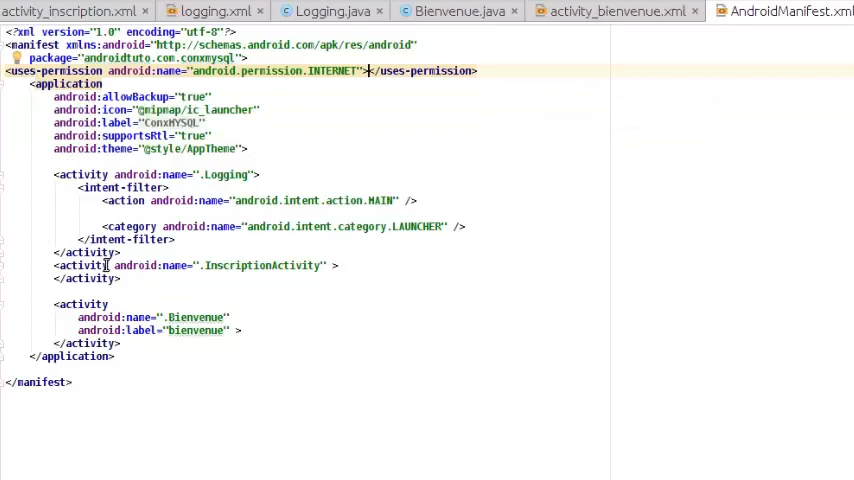 activity_inscription.xml × logging.xml × Logging.java × Bienvenue.java × activity_bienvenue.xml × AndroidManifest.xml
<?xml version="1.0" encoding="utf-8"?>
<manifest xmlns:android="http://schemas.android.com/apk/res/android"
package="androidtuto.com.conxmysql">
<uses-permission android:name="android.permission.INTERNET"></uses-permission>
<application
android:allowBackup="true"
android:icon="@mipmap/ic_launcher"
android:label="ConxMYSQL"
android:supportsRtl="true"
android:theme="@style/AppTheme">
<activity android:name=".Logging">
<intent-filter>
<action android:name="android.intent.action.MAIN" />
<category android:name="android.intent.category.LAUNCHER" />
</intent-filter>
</activity>
<activity android:name=".InscriptionActivity" >
</activity>
<activity
android:name=".Bienvenue"
android:label="bienvenue" >
</activity>
</application>
</manifest>